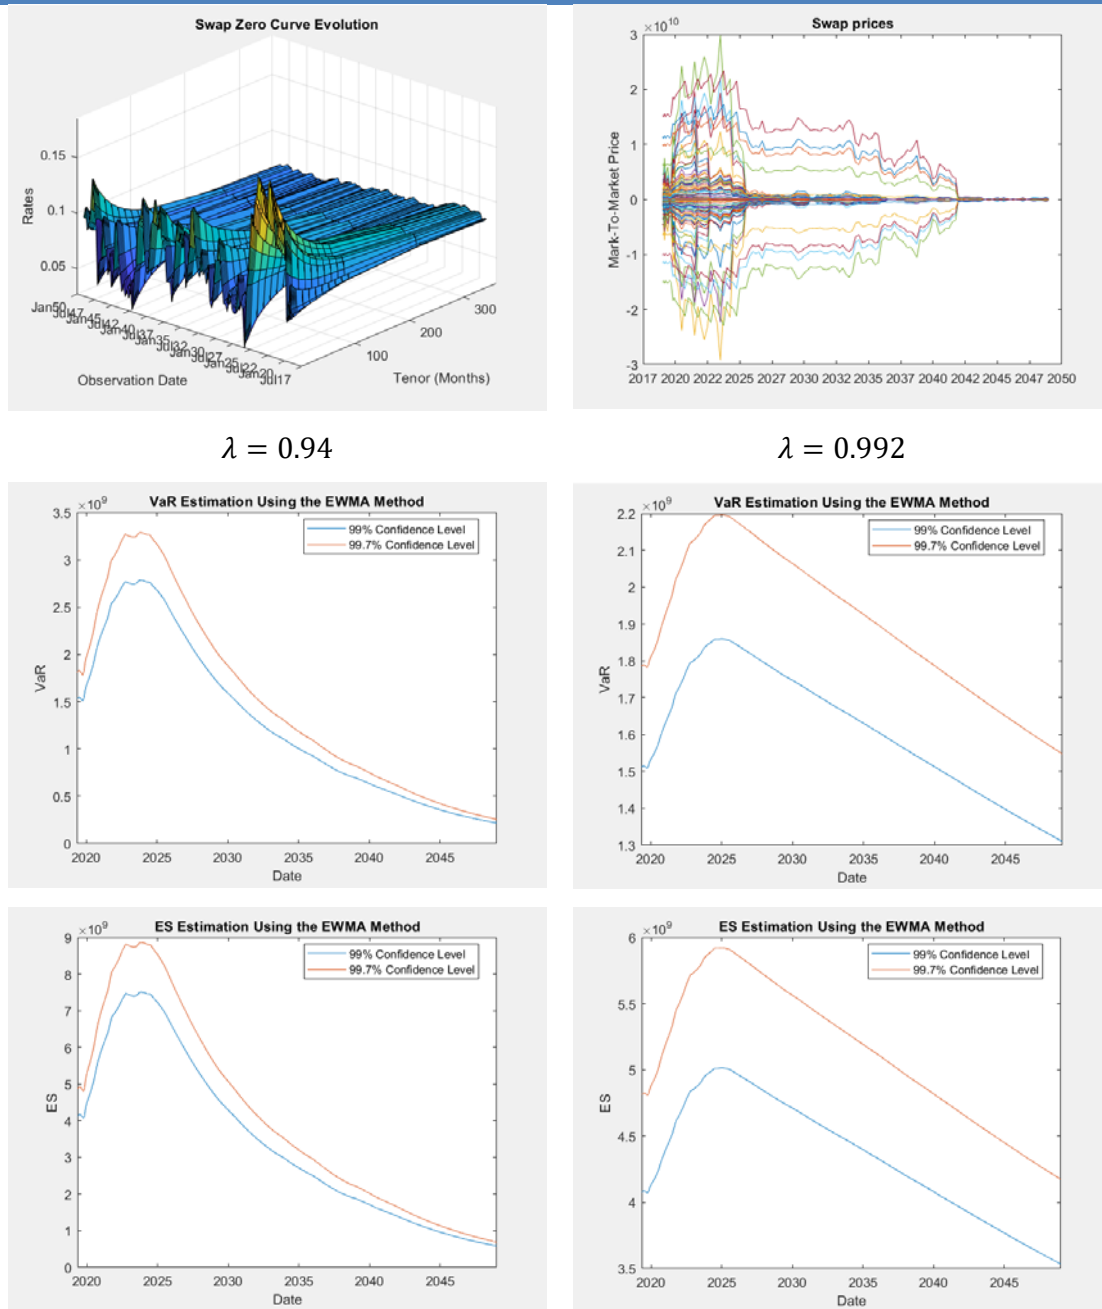 Swap Zero Curve Evolution
0.15
0.1
0.05
Rates
Jan50
Jul47
Jan45
Jul42
Jan40
Jul37
Jan35
Jul32
Jan30
Jul27
Jan25
Jul22
Jan20
Jul17
Observation Date
100
200
300
Tenor (Months)
Swap prices
×10^10
3
2
1
0
-1
-2
-3
Mark-To-Market Price
2017 2020 2022 2025 2027 2030 2032 2035 2037 2040 2042 2045 2047 2050
λ = 0.94
λ = 0.992
VaR Estimation Using the EWMA Method
×10^9
3.5
3
2.5
2
1.5
1
0.5
0
VaR
99% Confidence Level
99.7% Confidence Level
2020 2025 2030 2035 2040 2045
Date
VaR Estimation Using the EWMA Method
×10^9
2.2
2.1
2
1.9
1.8
1.7
1.6
1.5
1.4
1.3
VaR
99% Confidence Level
99.7% Confidence Level
2020 2025 2030 2035 2040 2045
Date
ES Estimation Using the EWMA Method
×10^9
9
8
7
6
5
4
3
2
1
0
ES
99% Confidence Level
99.7% Confidence Level
2020 2025 2030 2035 2040 2045
Date
ES Estimation Using the EWMA Method
×10^9
6
5.5
5
4.5
4
3.5
ES
99% Confidence Level
99.7% Confidence Level
2020 2025 2030 2035 2040 2045
Date